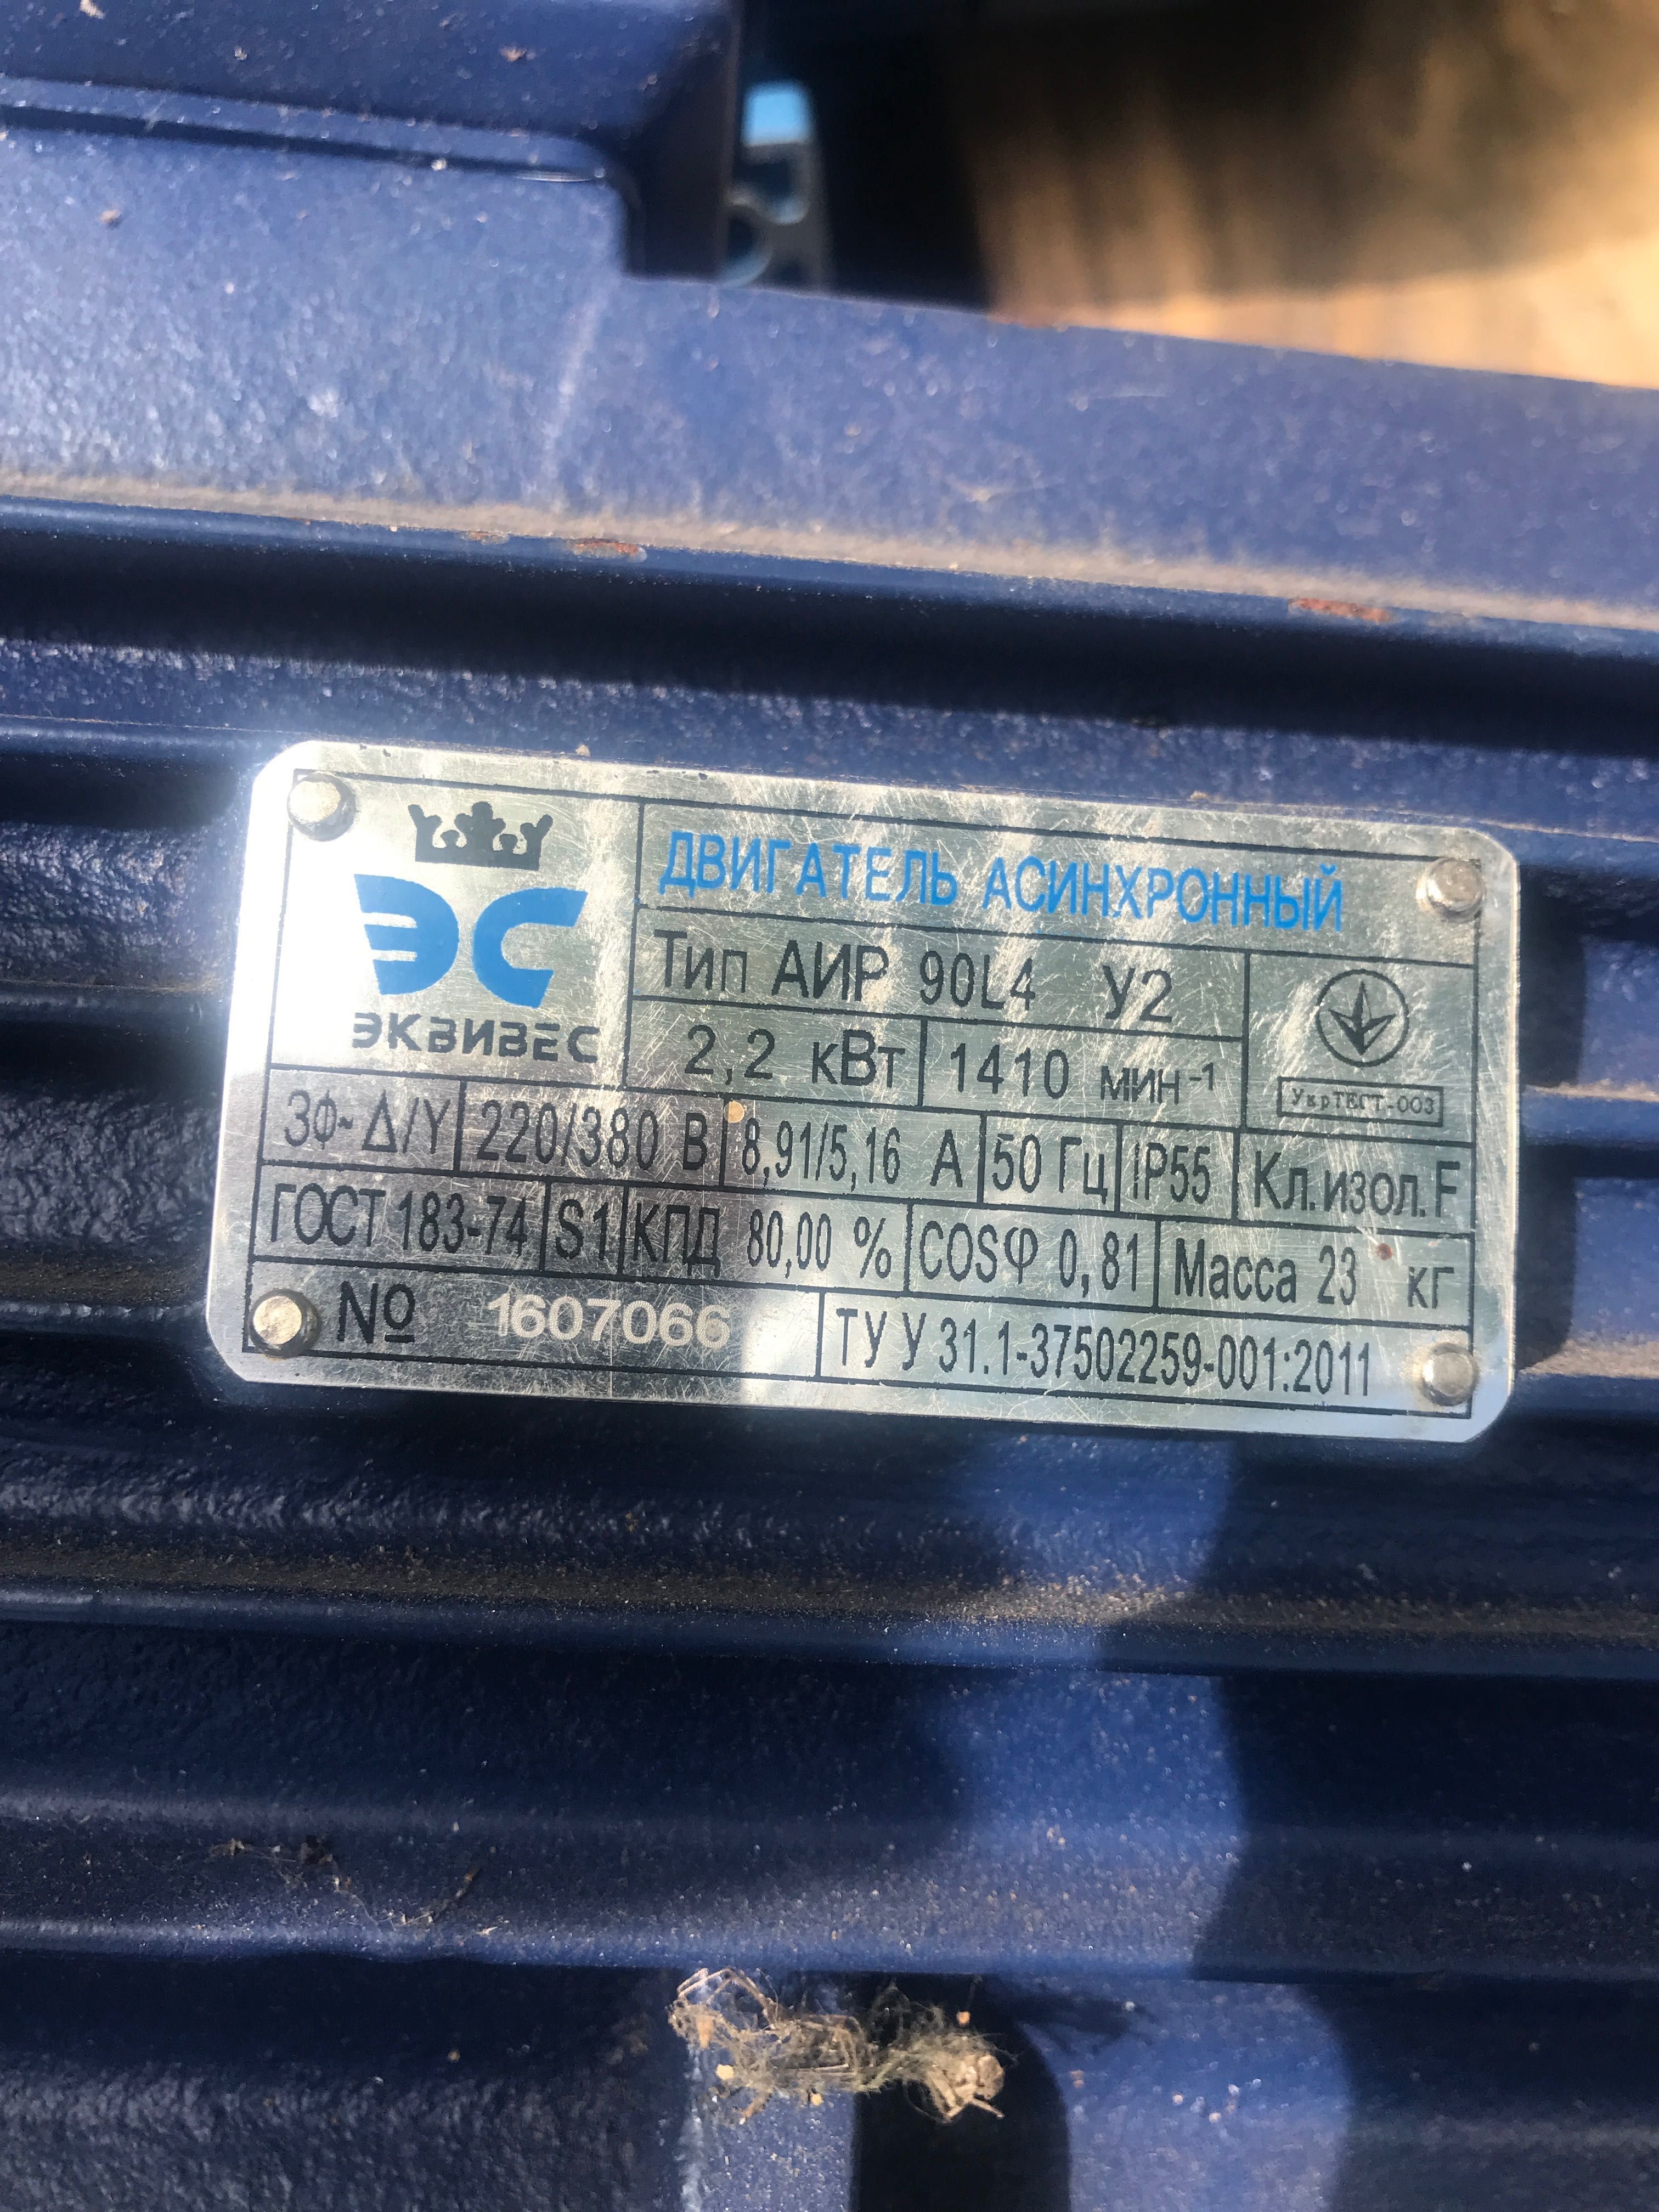 ЭС
ЭКВИВЕС
ДВИГАТЕЛЬ АСИНХРОННЫЙ
Тип АИР 90L4 У2
2,2 кВт 1410 мин⁻¹
УкрТЕСТ-003
3Ф~ Δ/Y 220/380 В 8,91/5,16 А 50 Гц IP55 Кл.изол.F
ГОСТ 183-74 S1 КПД 80,00 % COSφ 0,81 Масса 23 кг
№ 1607066 ТУ У 31.1-37502259-001:2011